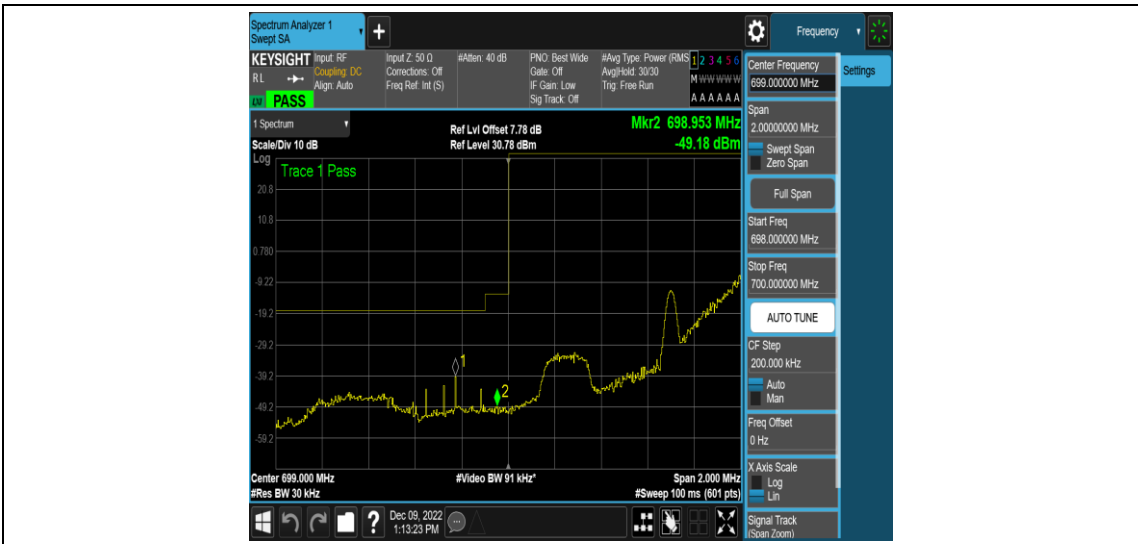 Spectrum Analyzer 1
Swept SA
+
Frequency
KEYSIGHT
RL
LXI PASS
Input: RF
Coupling: DC
Align: Auto
Input Z: 50 Ω
Corrections: Off
Freq Ref: Int (S)
#Atten: 40 dB
PNO: Best Wide
Gate: Off
IF Gain: Low
Sig Track: Off
#Avg Type: Power (RMS
Avg|Hold: 30/30
Trig: Free Run
1 2 3 4 5 6
M W W W W W
A A A A A A
1 Spectrum
Scale/Div 10 dB
Ref Lvl Offset 7.78 dB
Ref Level 30.78 dBm
Mkr2 698.953 MHz
-49.18 dBm
Log
Trace 1 Pass
20.8
10.8
0.780
-9.22
-19.2
-29.2
-39.2
-49.2
-59.2
1
2
Center 699.000 MHz
#Res BW 30 kHz
#Video BW 91 kHz*
Span 2.000 MHz
#Sweep 100 ms (601 pts)
?
Dec 09, 2022
1:13:23 PM
Center Frequency
699.000000 MHz
Settings
Span
2.00000000 MHz
Swept Span
Zero Span
Full Span
Start Freq
698.000000 MHz
Stop Freq
700.000000 MHz
AUTO TUNE
CF Step
200.000 kHz
Auto
Man
Freq Offset
0 Hz
X Axis Scale
Log
Lin
Signal Track
(Span Zoom)